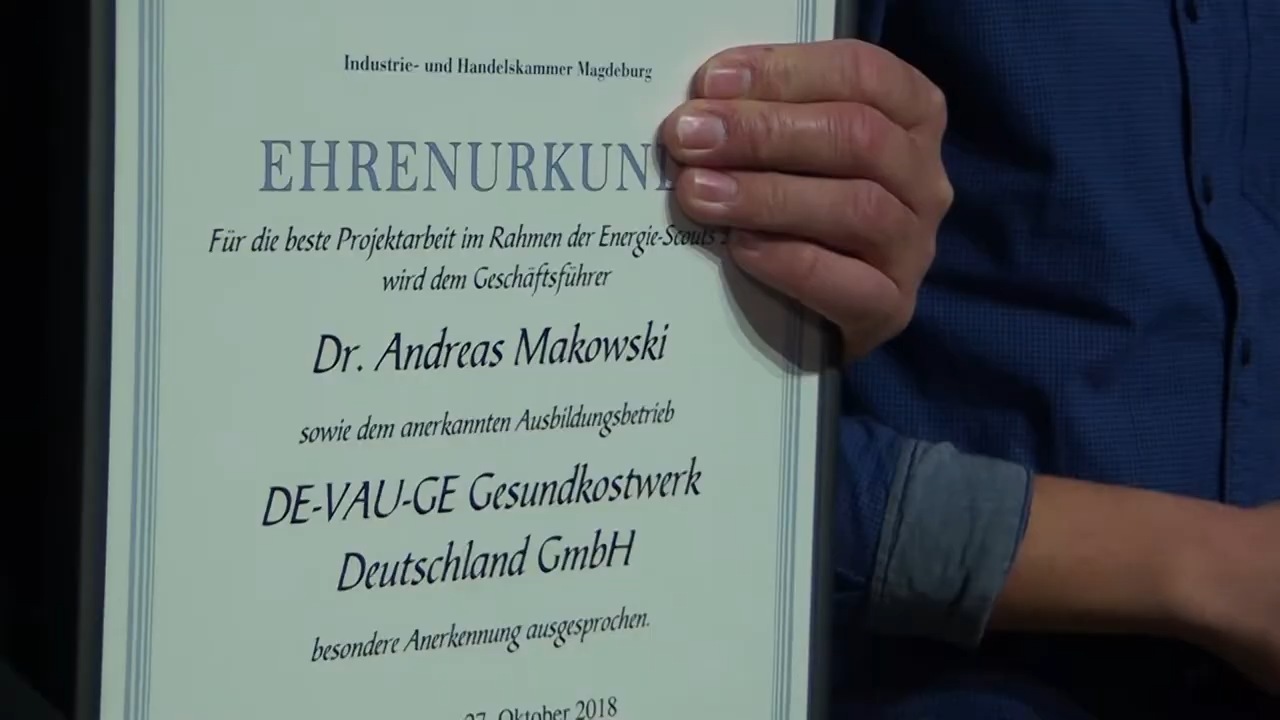 Industrie- und Handelskammer Magdeburg
EHRENURKUN
Für die beste Projektarbeit im Rahmen der Energie-Scouts
wird dem Geschäftsführer
Dr. Andreas Makowski
sowie dem anerkannten Ausbildungsbetrieb
DE-VAU-GE Gesundkostwerk
Deutschland GmbH
besondere Anerkennung ausgesprochen.
Oktober 2018